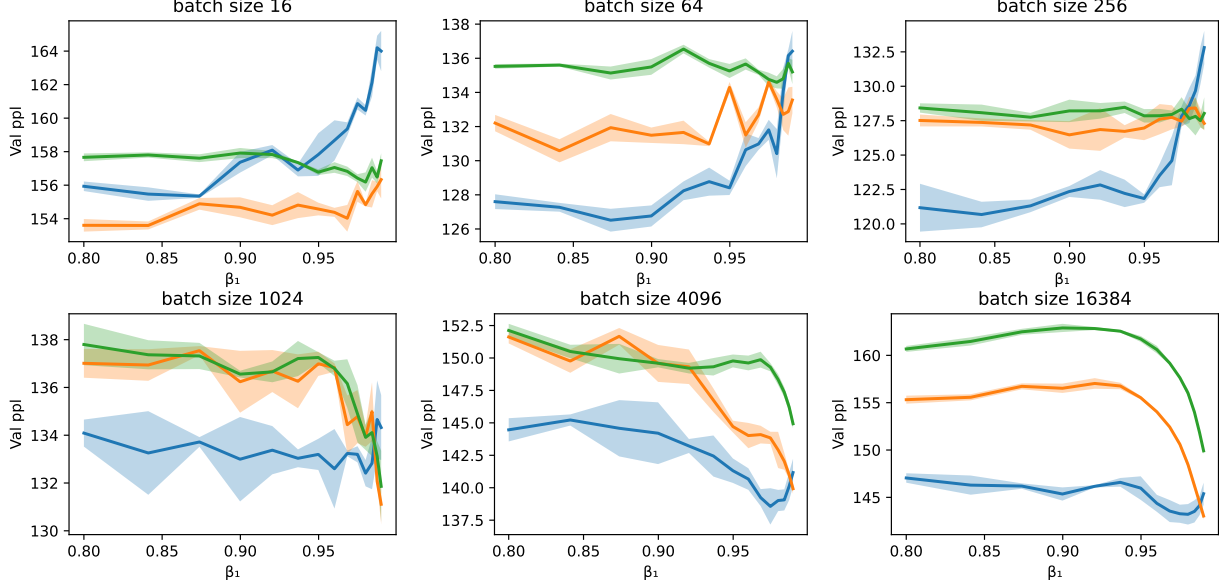 batch size 16
164
162
160
158
156
154
Val ppl
0.80 0.85 0.90 0.95
β₁
batch size 64
138
136
134
132
130
128
126
Val ppl
0.80 0.85 0.90 0.95
β₁
batch size 256
132.5
130.0
127.5
125.0
122.5
120.0
Val ppl
0.80 0.85 0.90 0.95
β₁
batch size 1024
138
136
134
132
130
Val ppl
0.80 0.85 0.90 0.95
β₁
batch size 4096
152.5
150.0
147.5
145.0
142.5
140.0
137.5
Val ppl
0.80 0.85 0.90 0.95
β₁
batch size 16384
160
155
150
145
Val ppl
0.80 0.85 0.90 0.95
β₁